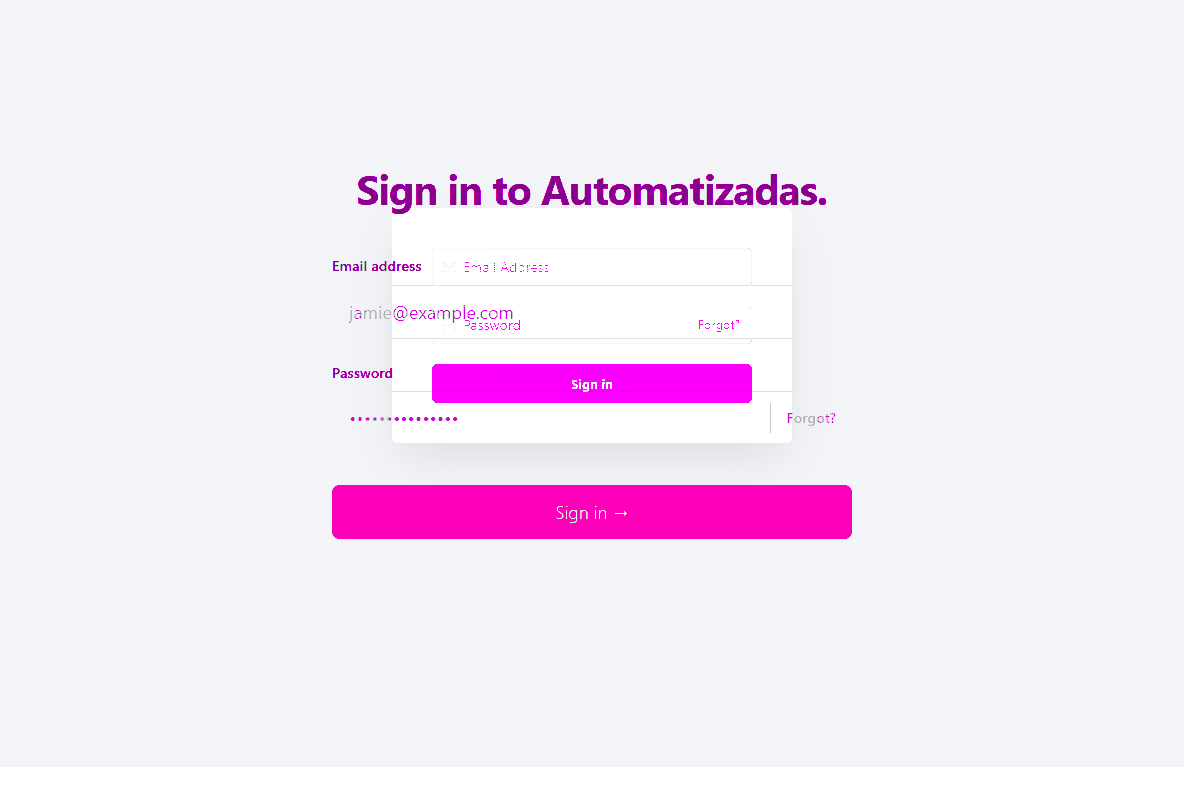 Sign in to Automatizadas.
Email address
Email Address
jamie@example.com
Password
Forgot?
Password
Sign in
Forgot?
Sign in →